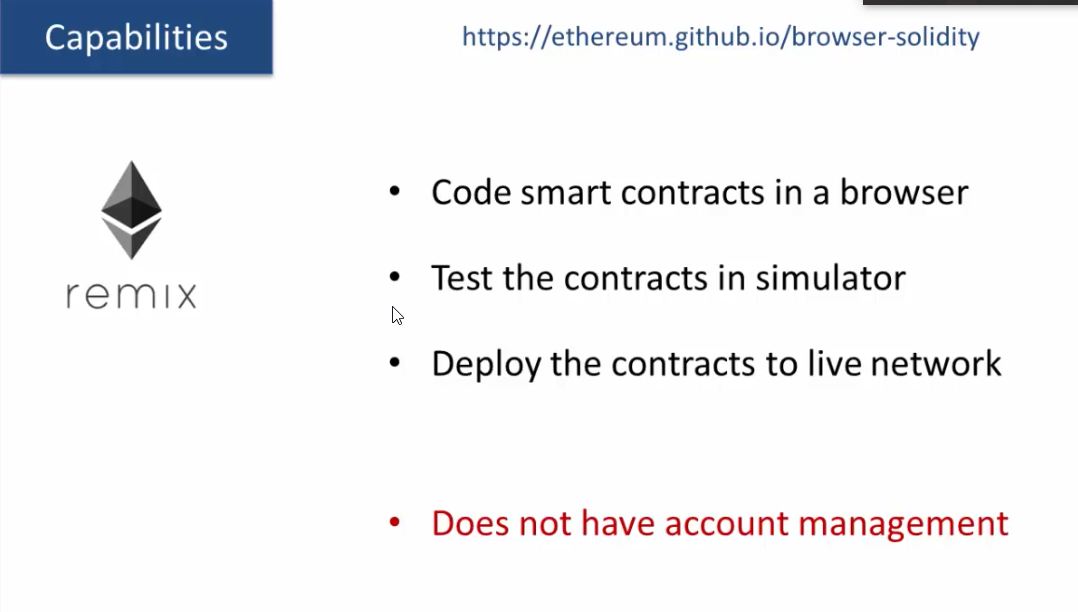 Capabilities
https://ethereum.github.io/browser-solidity
remix
• Code smart contracts in a browser
• Test the contracts in simulator
• Deploy the contracts to live network
• Does not have account management